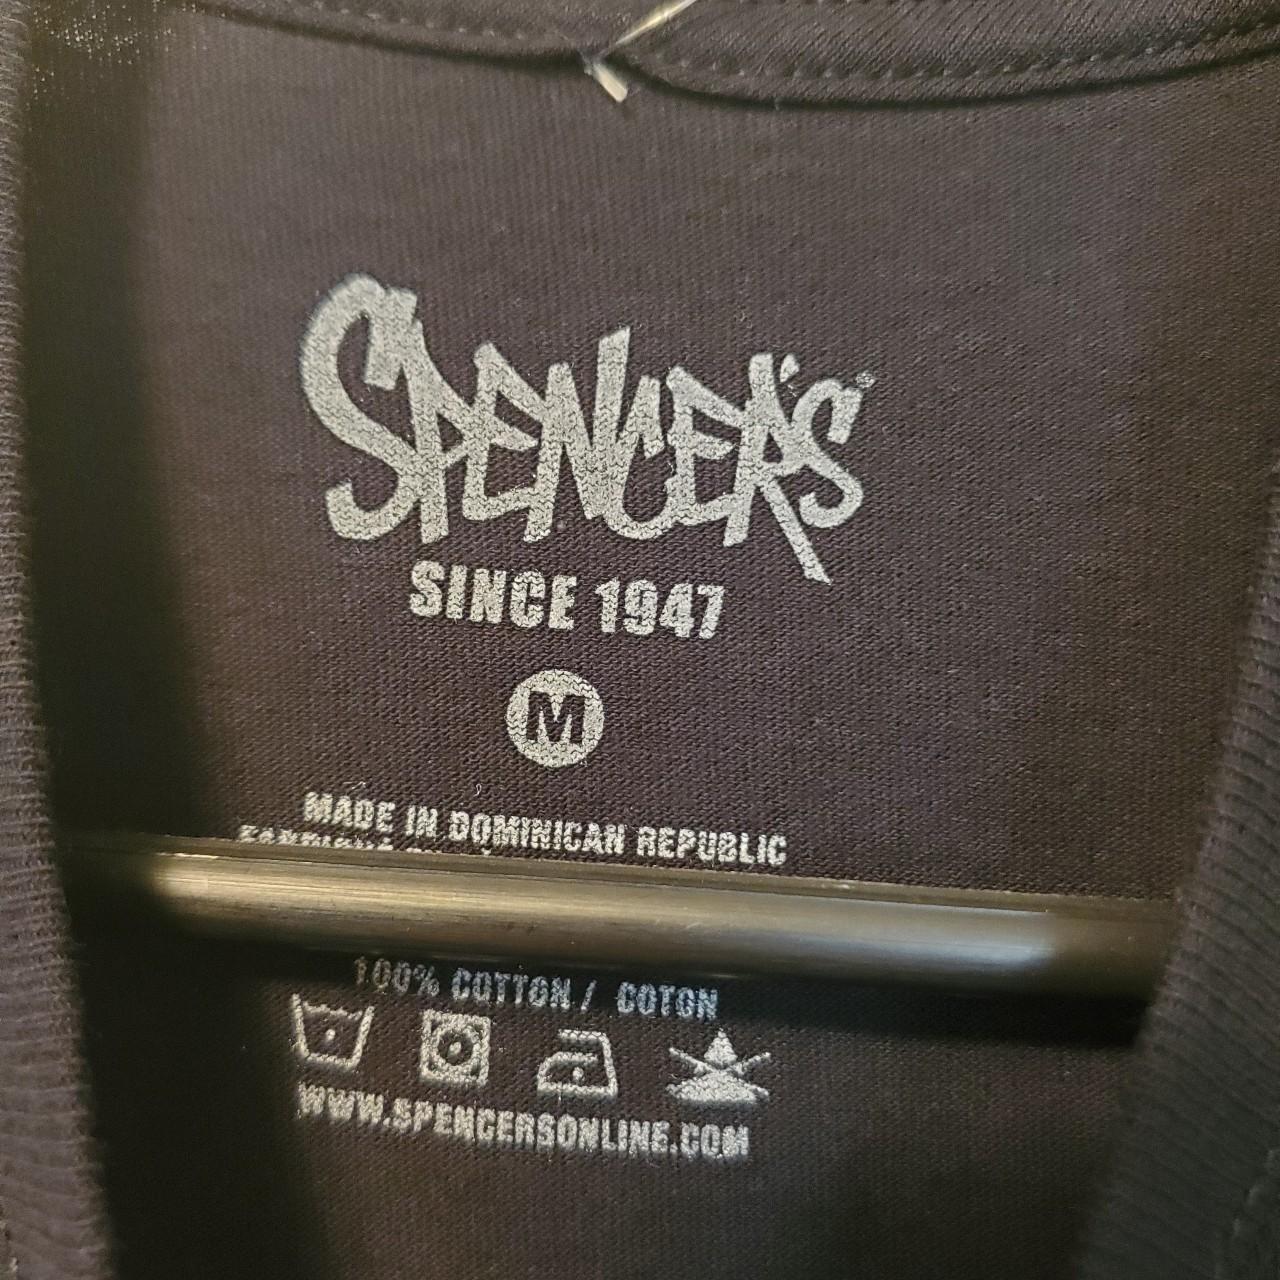 SPENCER'S®
SINCE 1947
M
MADE IN DOMINICAN REPUBLIC
100% COTTON / COTON
WWW.SPENCERSONLINE.COM